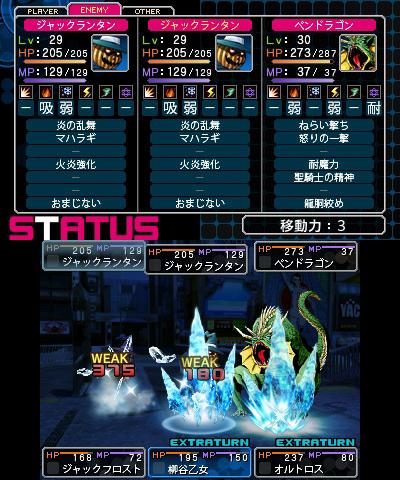 PLAYER ENEMY OTHER
ジャックランタン ジャックランタン ペンドラゴン
Lv: 29 Lv: 29 Lv: 30
HP:205/205 HP:205/205 HP:273/287
MP:129/129 MP:129/129 MP: 37/ 37
－ 吸 弱 － － － － 吸 弱 － － － － 弱 － 弱 － 耐
炎の乱舞 炎の乱舞 ねらい撃ち
マハラギ マハラギ 怒りの一撃
— — —
火炎強化 火炎強化 耐魔力
— — 聖騎士の精神
— — —
おまじない おまじない 龍胴絞め
STATUS 移動力：3
HP 205 MP 129 HP 205 MP 129 HP 273 MP 37
ジャックランタン ジャックランタン ペンドラゴン
WEAK WEAK
375 180
EXTRATURN EXTRATURN
HP 168 MP 72 HP 195 MP 150 HP 237 MP 80
ジャックフロスト 柳谷乙女 オルトロス